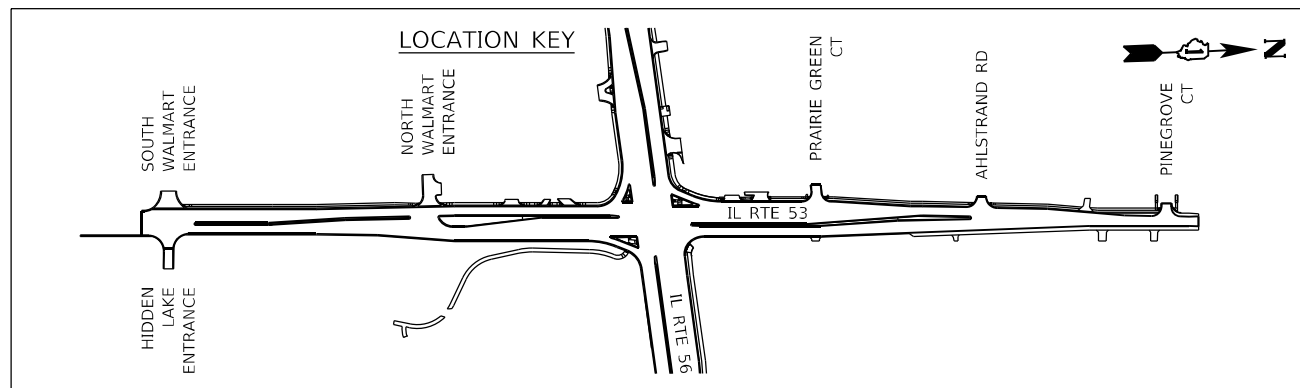 LOCATION KEY
SOUTH
WALMART
ENTRANCE
NORTH
WALMART
ENTRANCE
PRAIRIE GREEN
CT
AHLSTRAND RD
PINEGROVE
CT
N
IL RTE 53
HIDDEN
LAKE
ENTRANCE
IL RTE 56